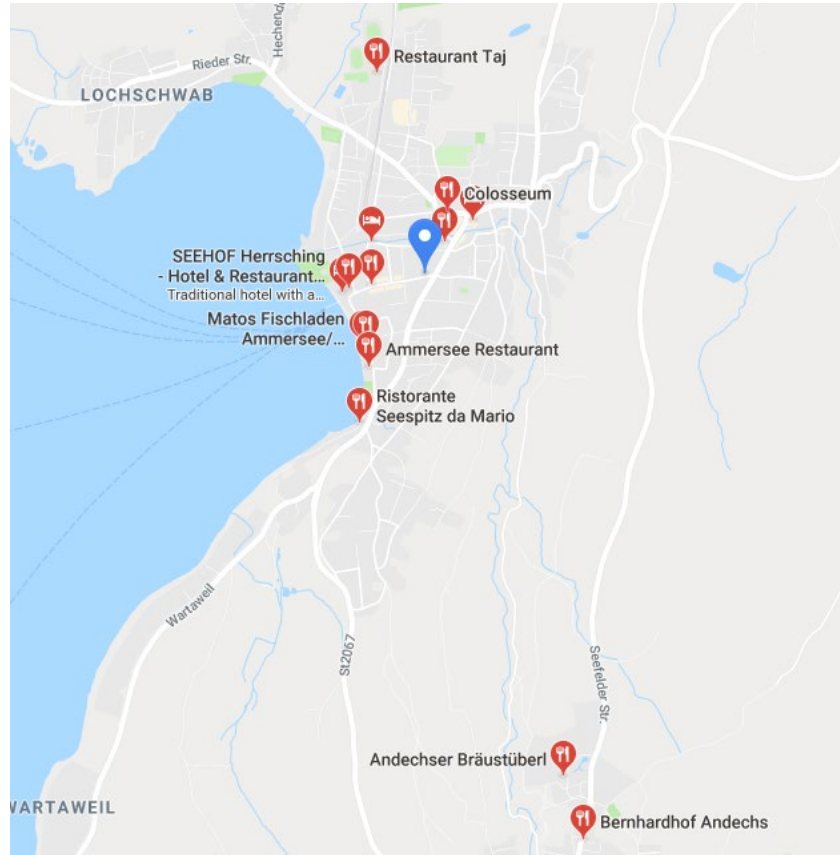 Hechend
Restaurant Taj
Rieder Str.
LOCHSCHWAB
Colosseum
SEEHOF Herrsching
- Hotel & Restaurant...
Traditional hotel with a...
Matos Fischladen
Ammersee/...
Ammersee Restaurant
Ristorante
Seespitz da Mario
Wartaweil
St2067
Seefelder Str.
Andechser Bräustüberl
WARTAWEIL
Bernhardhof Andechs